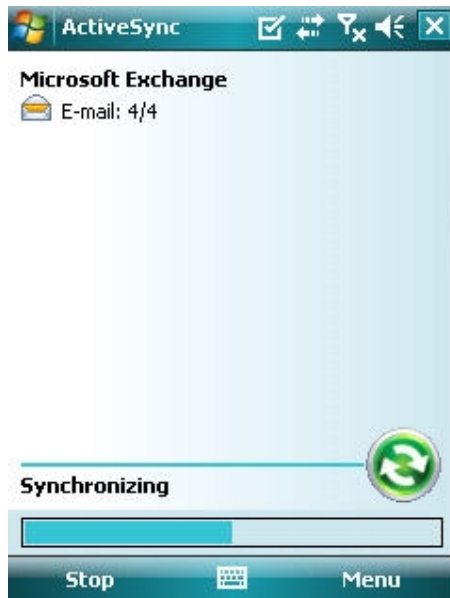 ActiveSync
Microsoft Exchange
E-mail: 4/4
Synchronizing
Stop
Menu